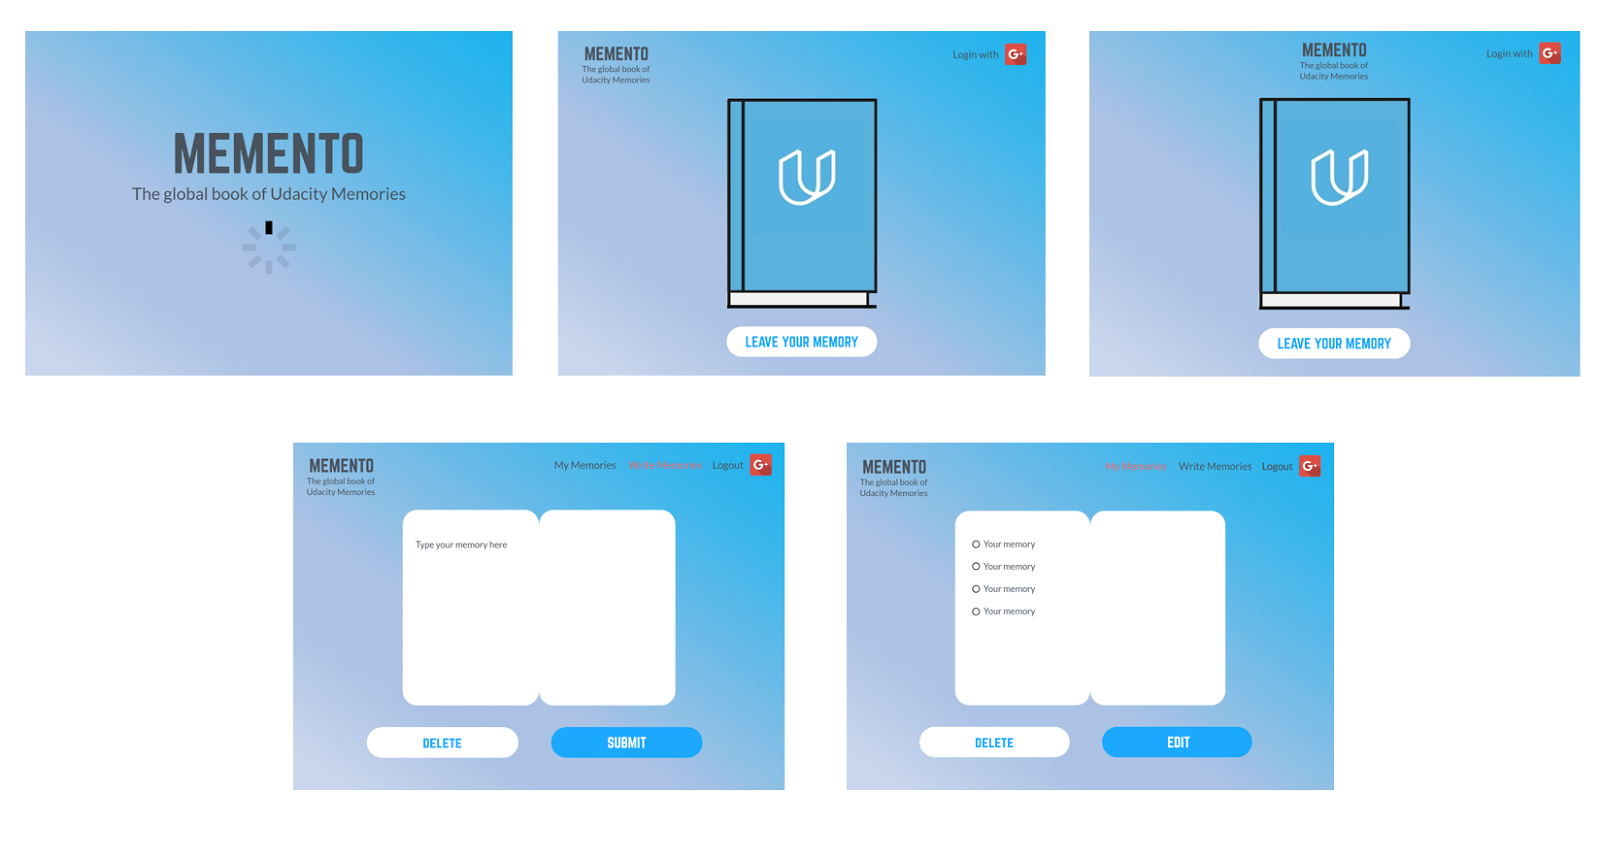 MEMENTO
The global book of Udacity Memories
MEMENTO
The global book of
Udacity Memories
Login with G+
LEAVE YOUR MEMORY
MEMENTO
The global book of
Udacity Memories
Login with G+
LEAVE YOUR MEMORY
MEMENTO
The global book of
Udacity Memories
My Memories Write Memories Logout G+
Type your memory here
DELETE SUBMIT
MEMENTO
The global book of
Udacity Memories
My Memories Write Memories Logout G+
Your memory
Your memory
Your memory
Your memory
DELETE EDIT